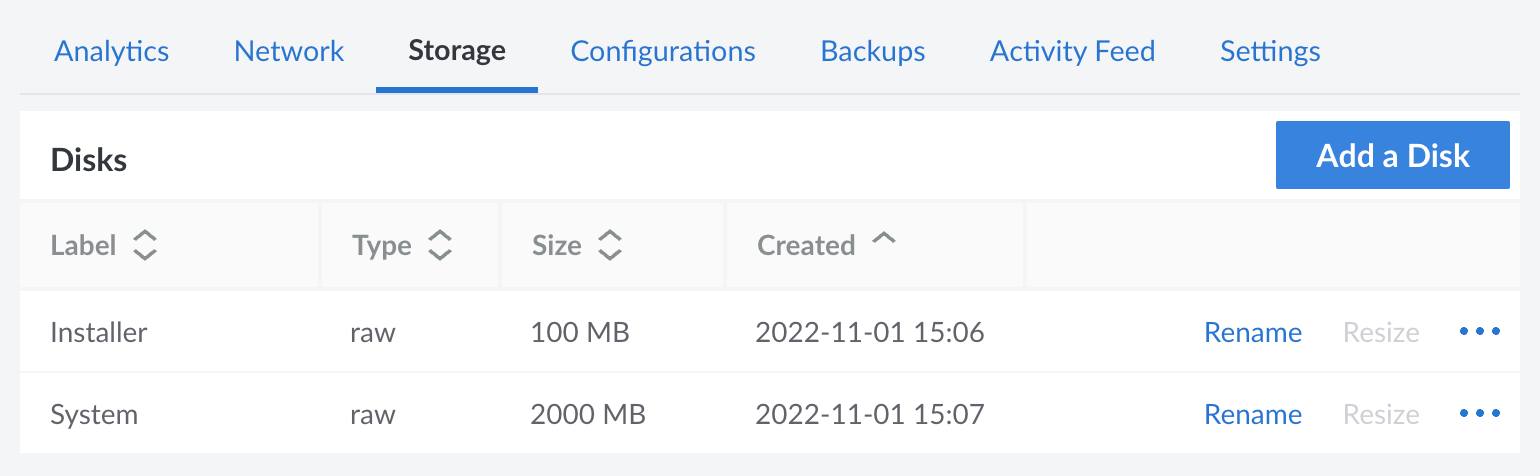 Analytics Network Storage Configurations Backups Activity Feed Settings
Disks Add a Disk
Label Type Size Created
Installer raw 100 MB 2022-11-01 15:06 Rename Resize
System raw 2000 MB 2022-11-01 15:07 Rename Resize